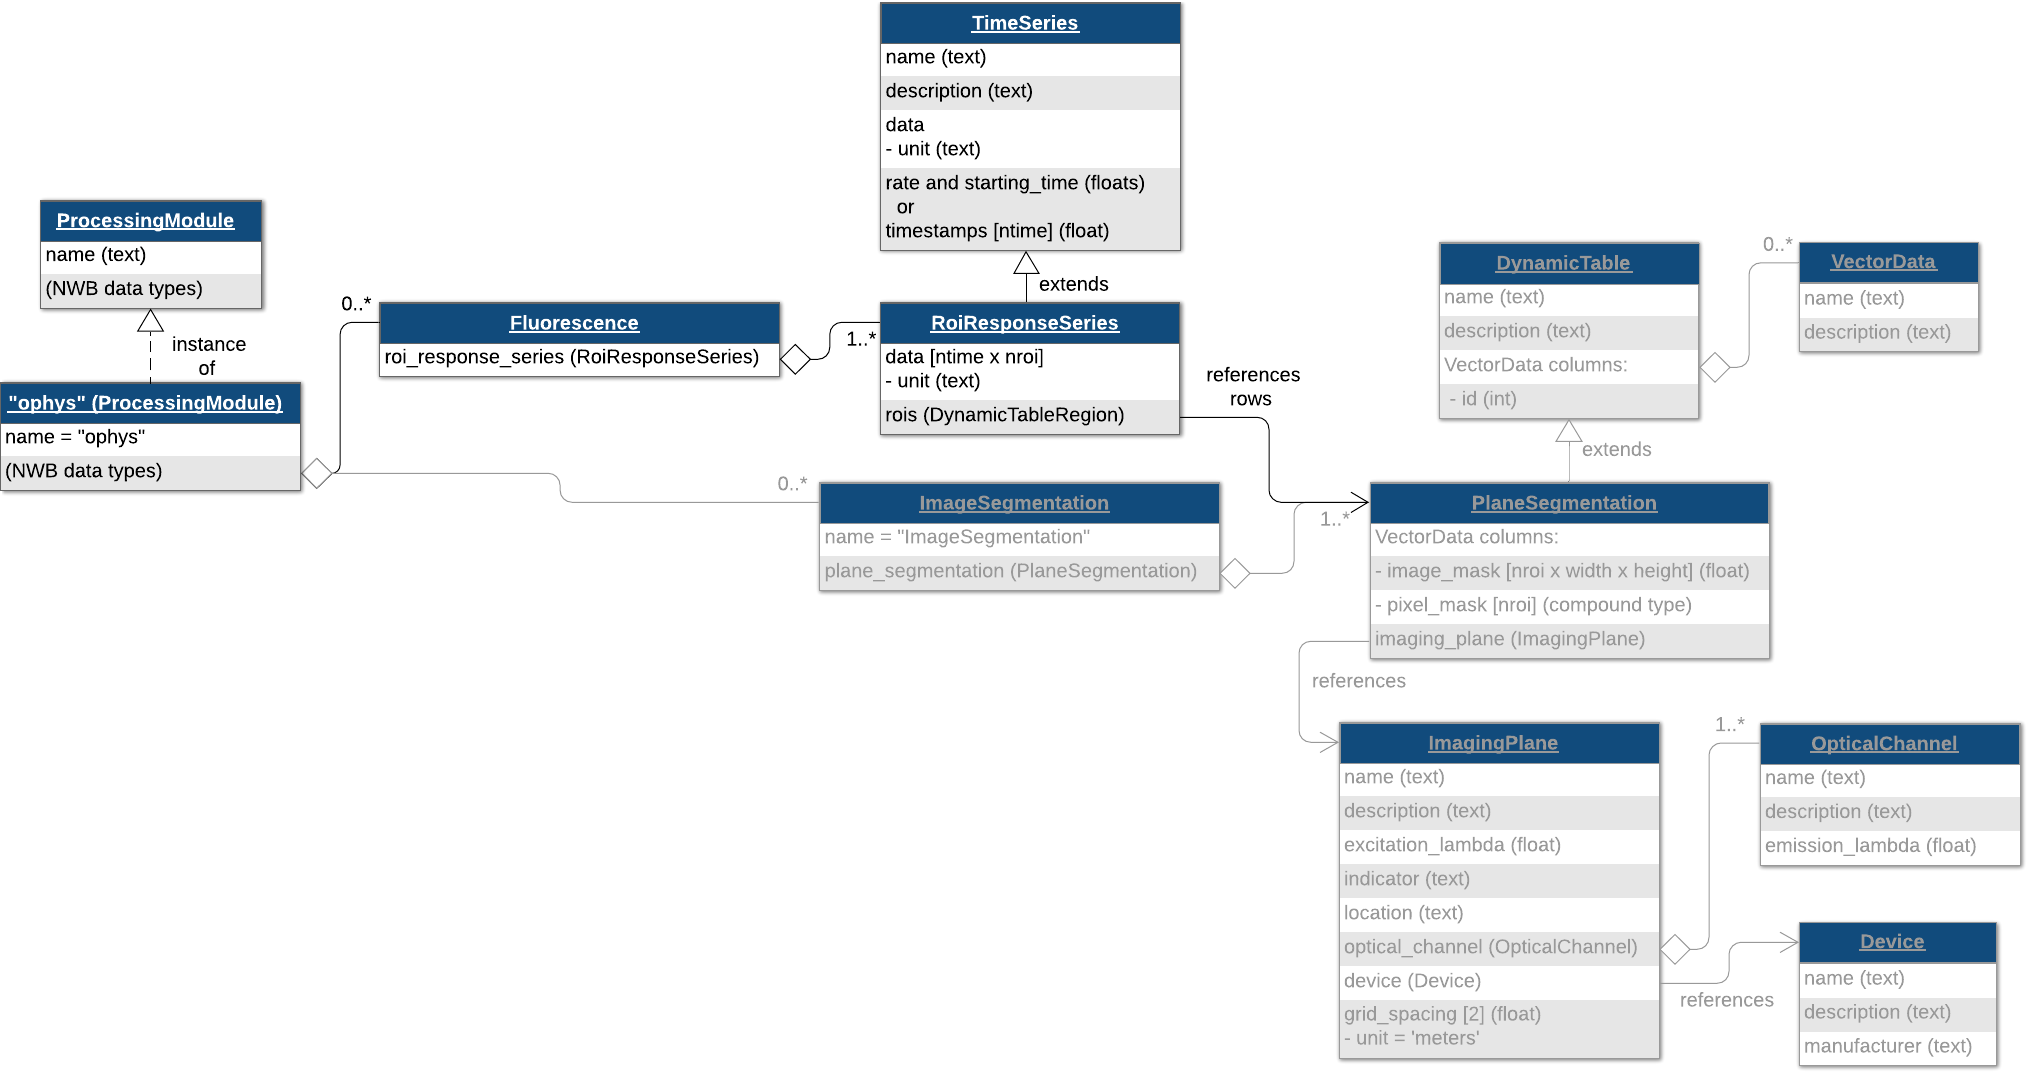 TimeSeries
name (text)
description (text)
data
- unit (text)
rate and starting_time (floats)
or
timestamps [ntime] (float)
ProcessingModule
name (text)
(NWB data types)
instance
of
"ophys" (ProcessingModule)
name = "ophys"
(NWB data types)
0..*
Fluorescence
roi_response_series (RoiResponseSeries)
1..*
extends
RoiResponseSeries
data [ntime x nroi]
- unit (text)
rois (DynamicTableRegion)
references
rows
DynamicTable
name (text)
description (text)
VectorData columns:
- id (int)
0..*
VectorData
name (text)
description (text)
extends
0..*
ImageSegmentation
name = "ImageSegmentation"
plane_segmentation (PlaneSegmentation)
1..*
PlaneSegmentation
VectorData columns:
- image_mask [nroi x width x height] (float)
- pixel_mask [nroi] (compound type)
imaging_plane (ImagingPlane)
references
ImagingPlane
name (text)
description (text)
excitation_lambda (float)
indicator (text)
location (text)
optical_channel (OpticalChannel)
device (Device)
grid_spacing [2] (float)
- unit = 'meters'
1..*
OpticalChannel
name (text)
description (text)
emission_lambda (float)
references
Device
name (text)
description (text)
manufacturer (text)